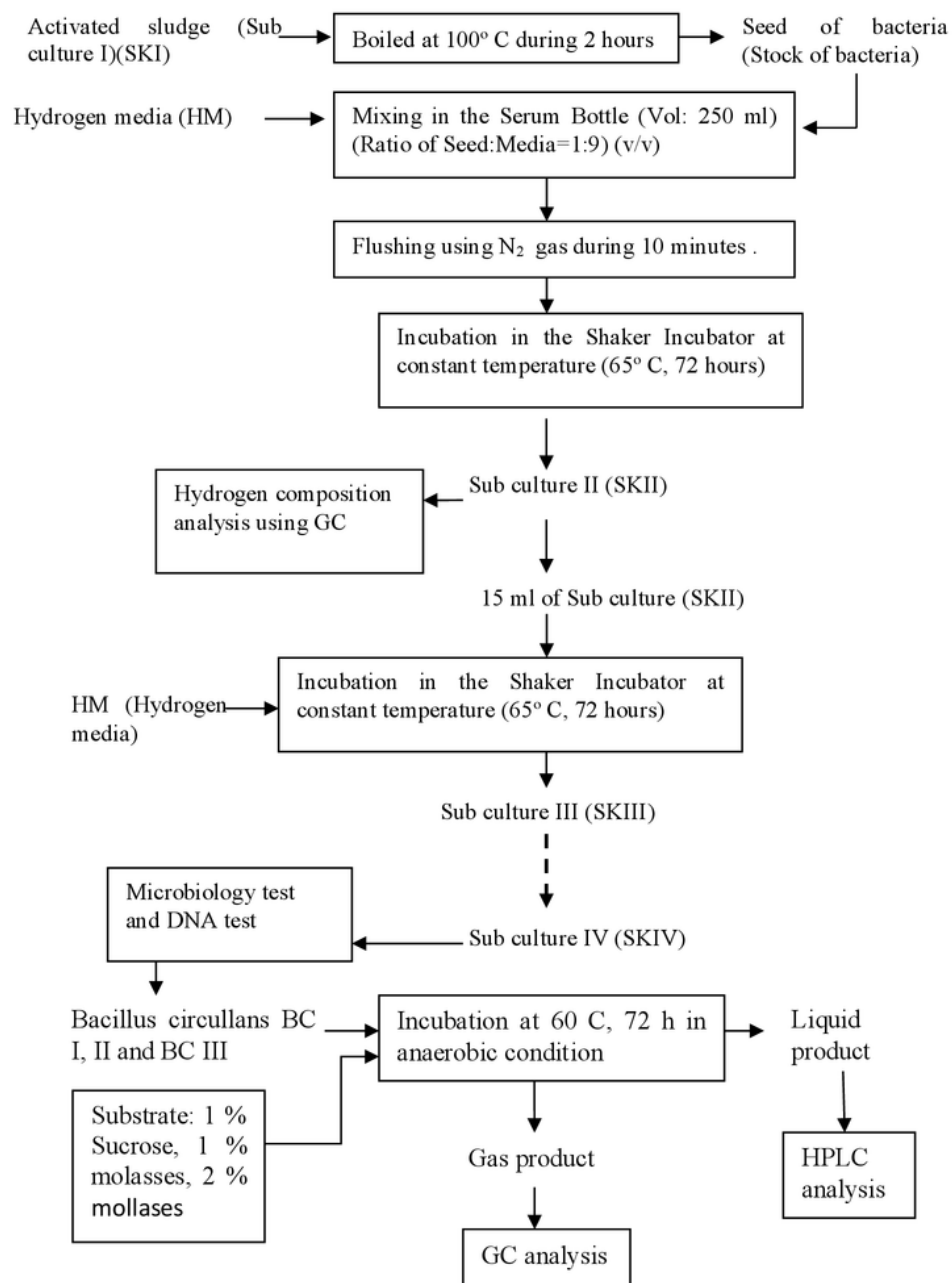 Activated sludge (Sub
culture I)(SKI)
Boiled at 100º C during 2 hours
Seed of bacteria
(Stock of bacteria)
Hydrogen media (HM)
Mixing in the Serum Bottle (Vol: 250 ml)
(Ratio of Seed:Media=1:9) (v/v)
Flushing using N₂ gas during 10 minutes .
Incubation in the Shaker Incubator at
constant temperature (65º C, 72 hours)
Sub culture II (SKII)
Hydrogen composition
analysis using GC
15 ml of Sub culture (SKII)
HM (Hydrogen
media)
Incubation in the Shaker Incubator at
constant temperature (65º C, 72 hours)
Sub culture III (SKIII)
Microbiology test
and DNA test
Sub culture IV (SKIV)
Bacillus circullans BC
I, II and BC III
Incubation at 60 C, 72 h in
anaerobic condition
Liquid
product
Substrate: 1 %
Sucrose, 1 %
molasses, 2 %
mollases
Gas product
HPLC
analysis
GC analysis